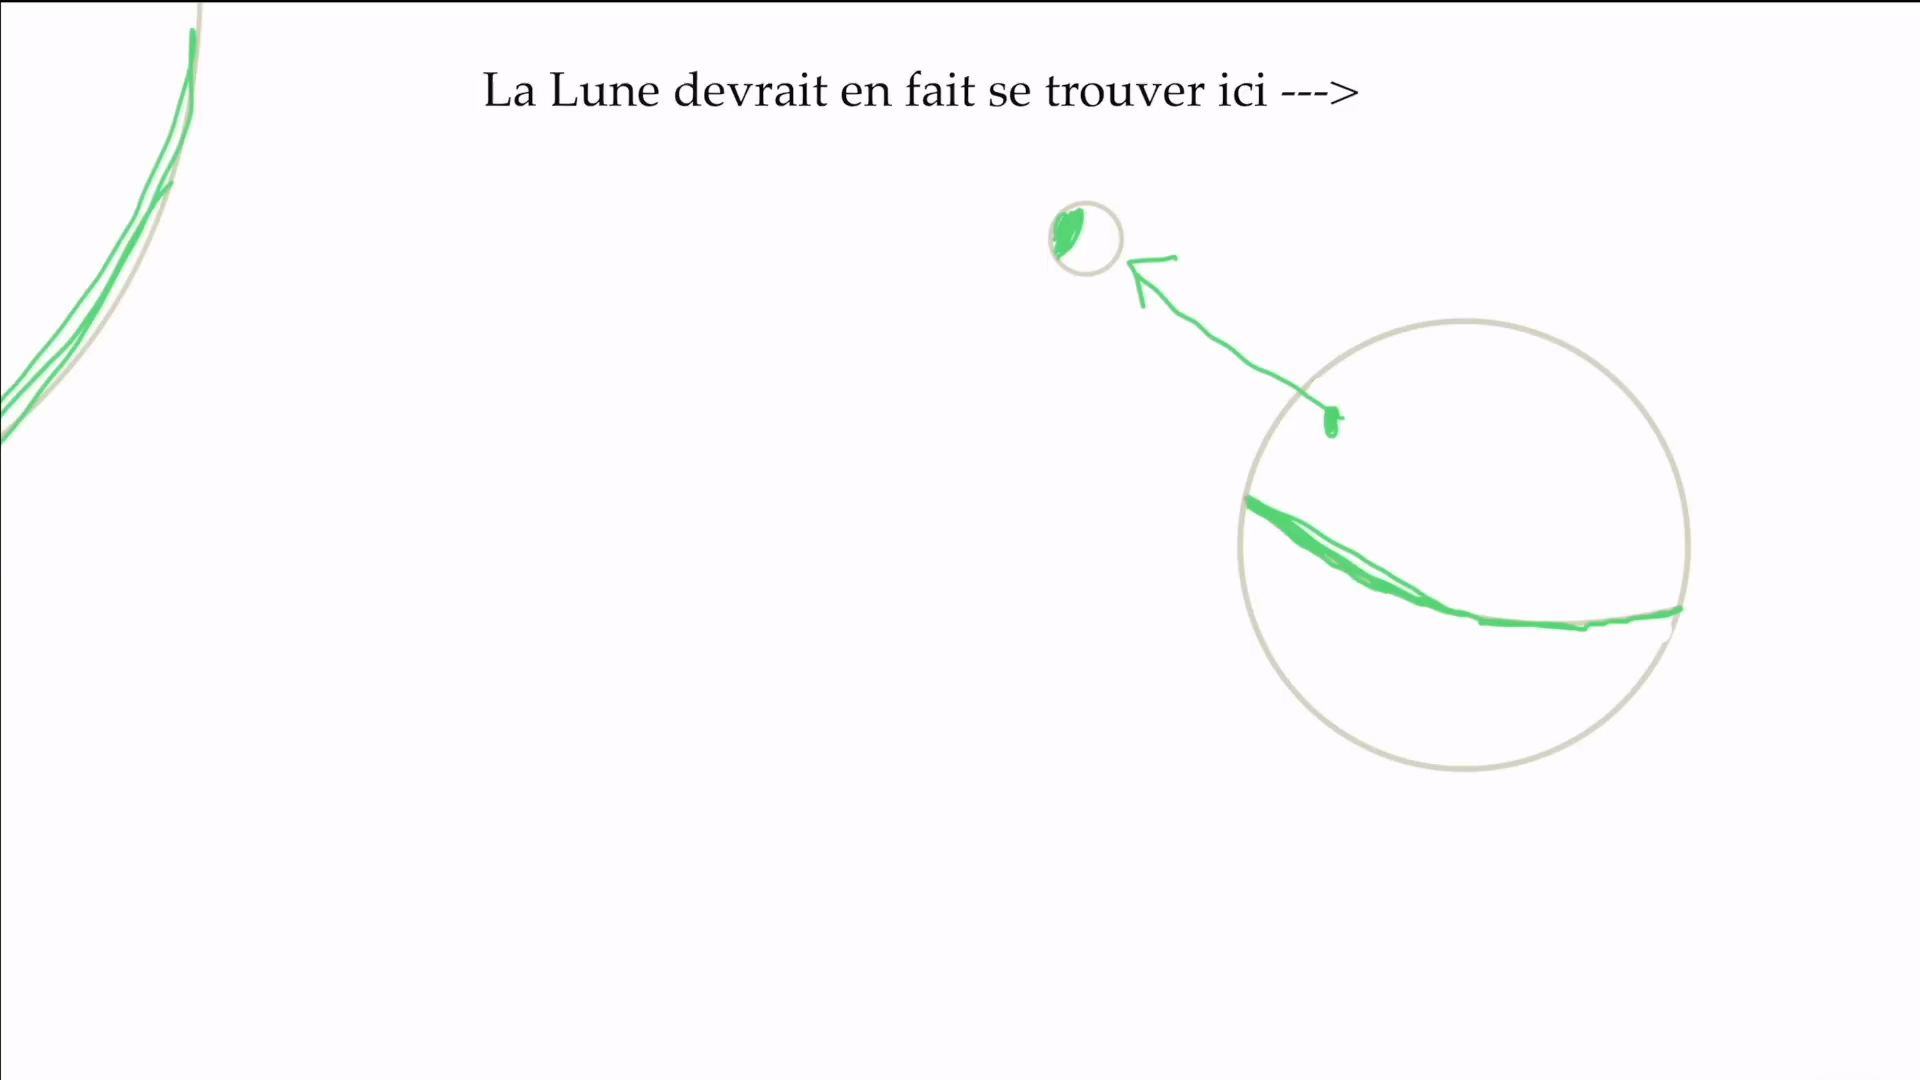 La Lune devrait en fait se trouver ici --->